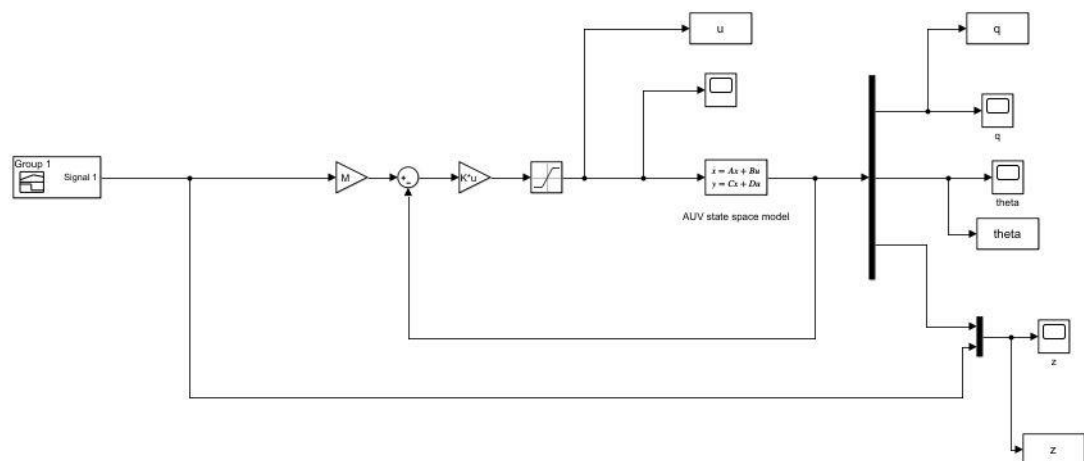 u
q
q
Group 1
Signal 1
M
+
-
K*u
ẋ = Ax + Bu
y = Cx + Du
AUV state space model
theta
theta
z
z